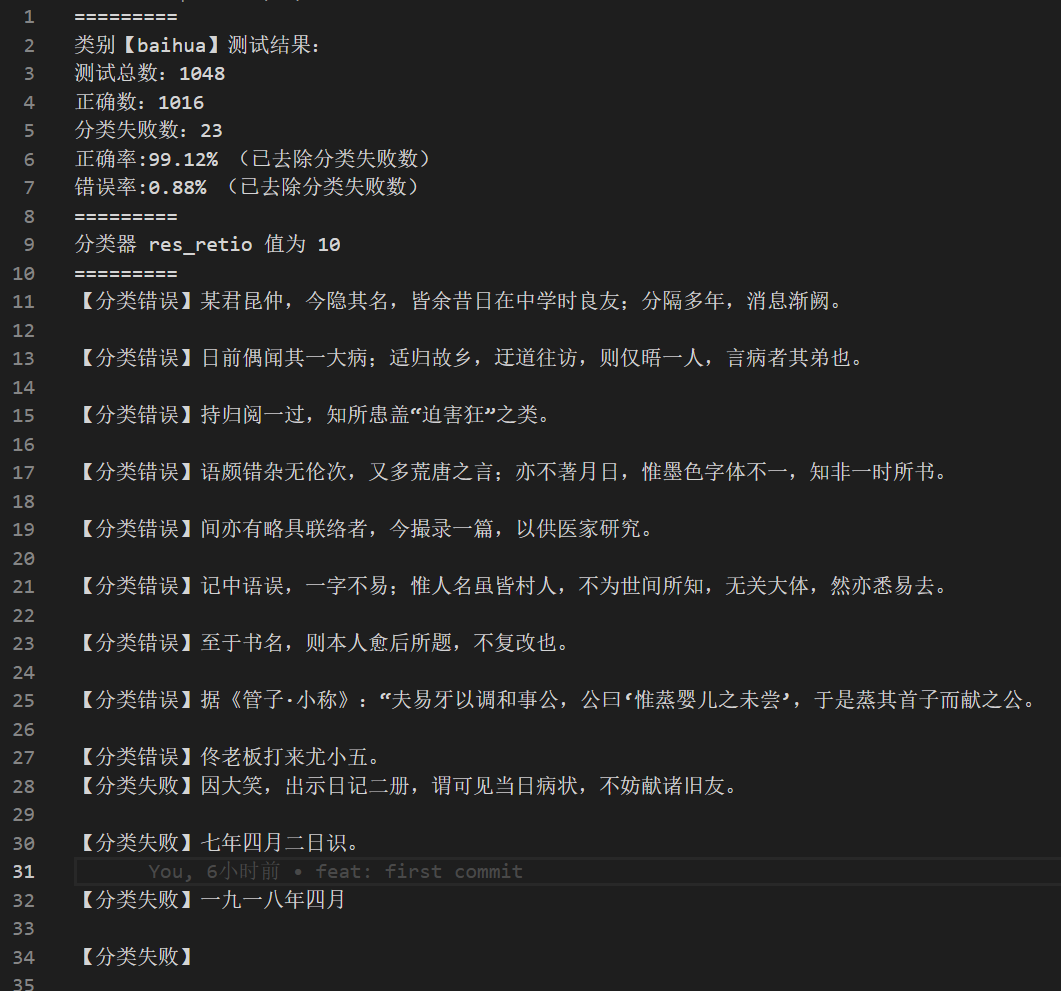 1 =========
2 类别【baihua】测试结果:
3 测试总数: 1048
4 正确数: 1016
5 分类失败数: 23
6 正确率:99.12% （已去除分类失败数）
7 错误率:0.88% （已去除分类失败数）
8 =========
9 分类器 res_retio 值为 10
10 =========
11 【分类错误】某君昆仲，今隐其名，皆余昔日在中学时良友；分隔多年，消息渐阙。
12
13 【分类错误】日前偶闻其一大病；适归故乡，迂道往访，则仅晤一人，言病者其弟也。
14
15 【分类错误】持归阅一过，知所患盖“迫害狂”之类。
16
17 【分类错误】语颇错杂无伦次，又多荒唐之言；亦不著月日，惟墨色字体不一，知非一时所书。
18
19 【分类错误】间亦有略具联络者，今撮录一篇，以供医家研究。
20
21 【分类错误】记中语误，一字不易；惟人名虽皆村人，不为世间所知，无关大体，然亦悉易去。
22
23 【分类错误】至于书名，则本人愈后所题，不复改也。
24
25 【分类错误】据《管子·小称》：“夫易牙以调和事公，公曰‘惟蒸婴儿之未尝’，于是蒸其首子而献之公。
26
27 【分类错误】佟老板打来尤小五。
28 【分类失败】因大笑，出示日记二册，谓可见当日病状，不妨献诸旧友。
29
30 【分类失败】七年四月二日识。
31 You, 6小时前 • feat: first commit
32 【分类失败】一九一八年四月
33
34 【分类失败】
35